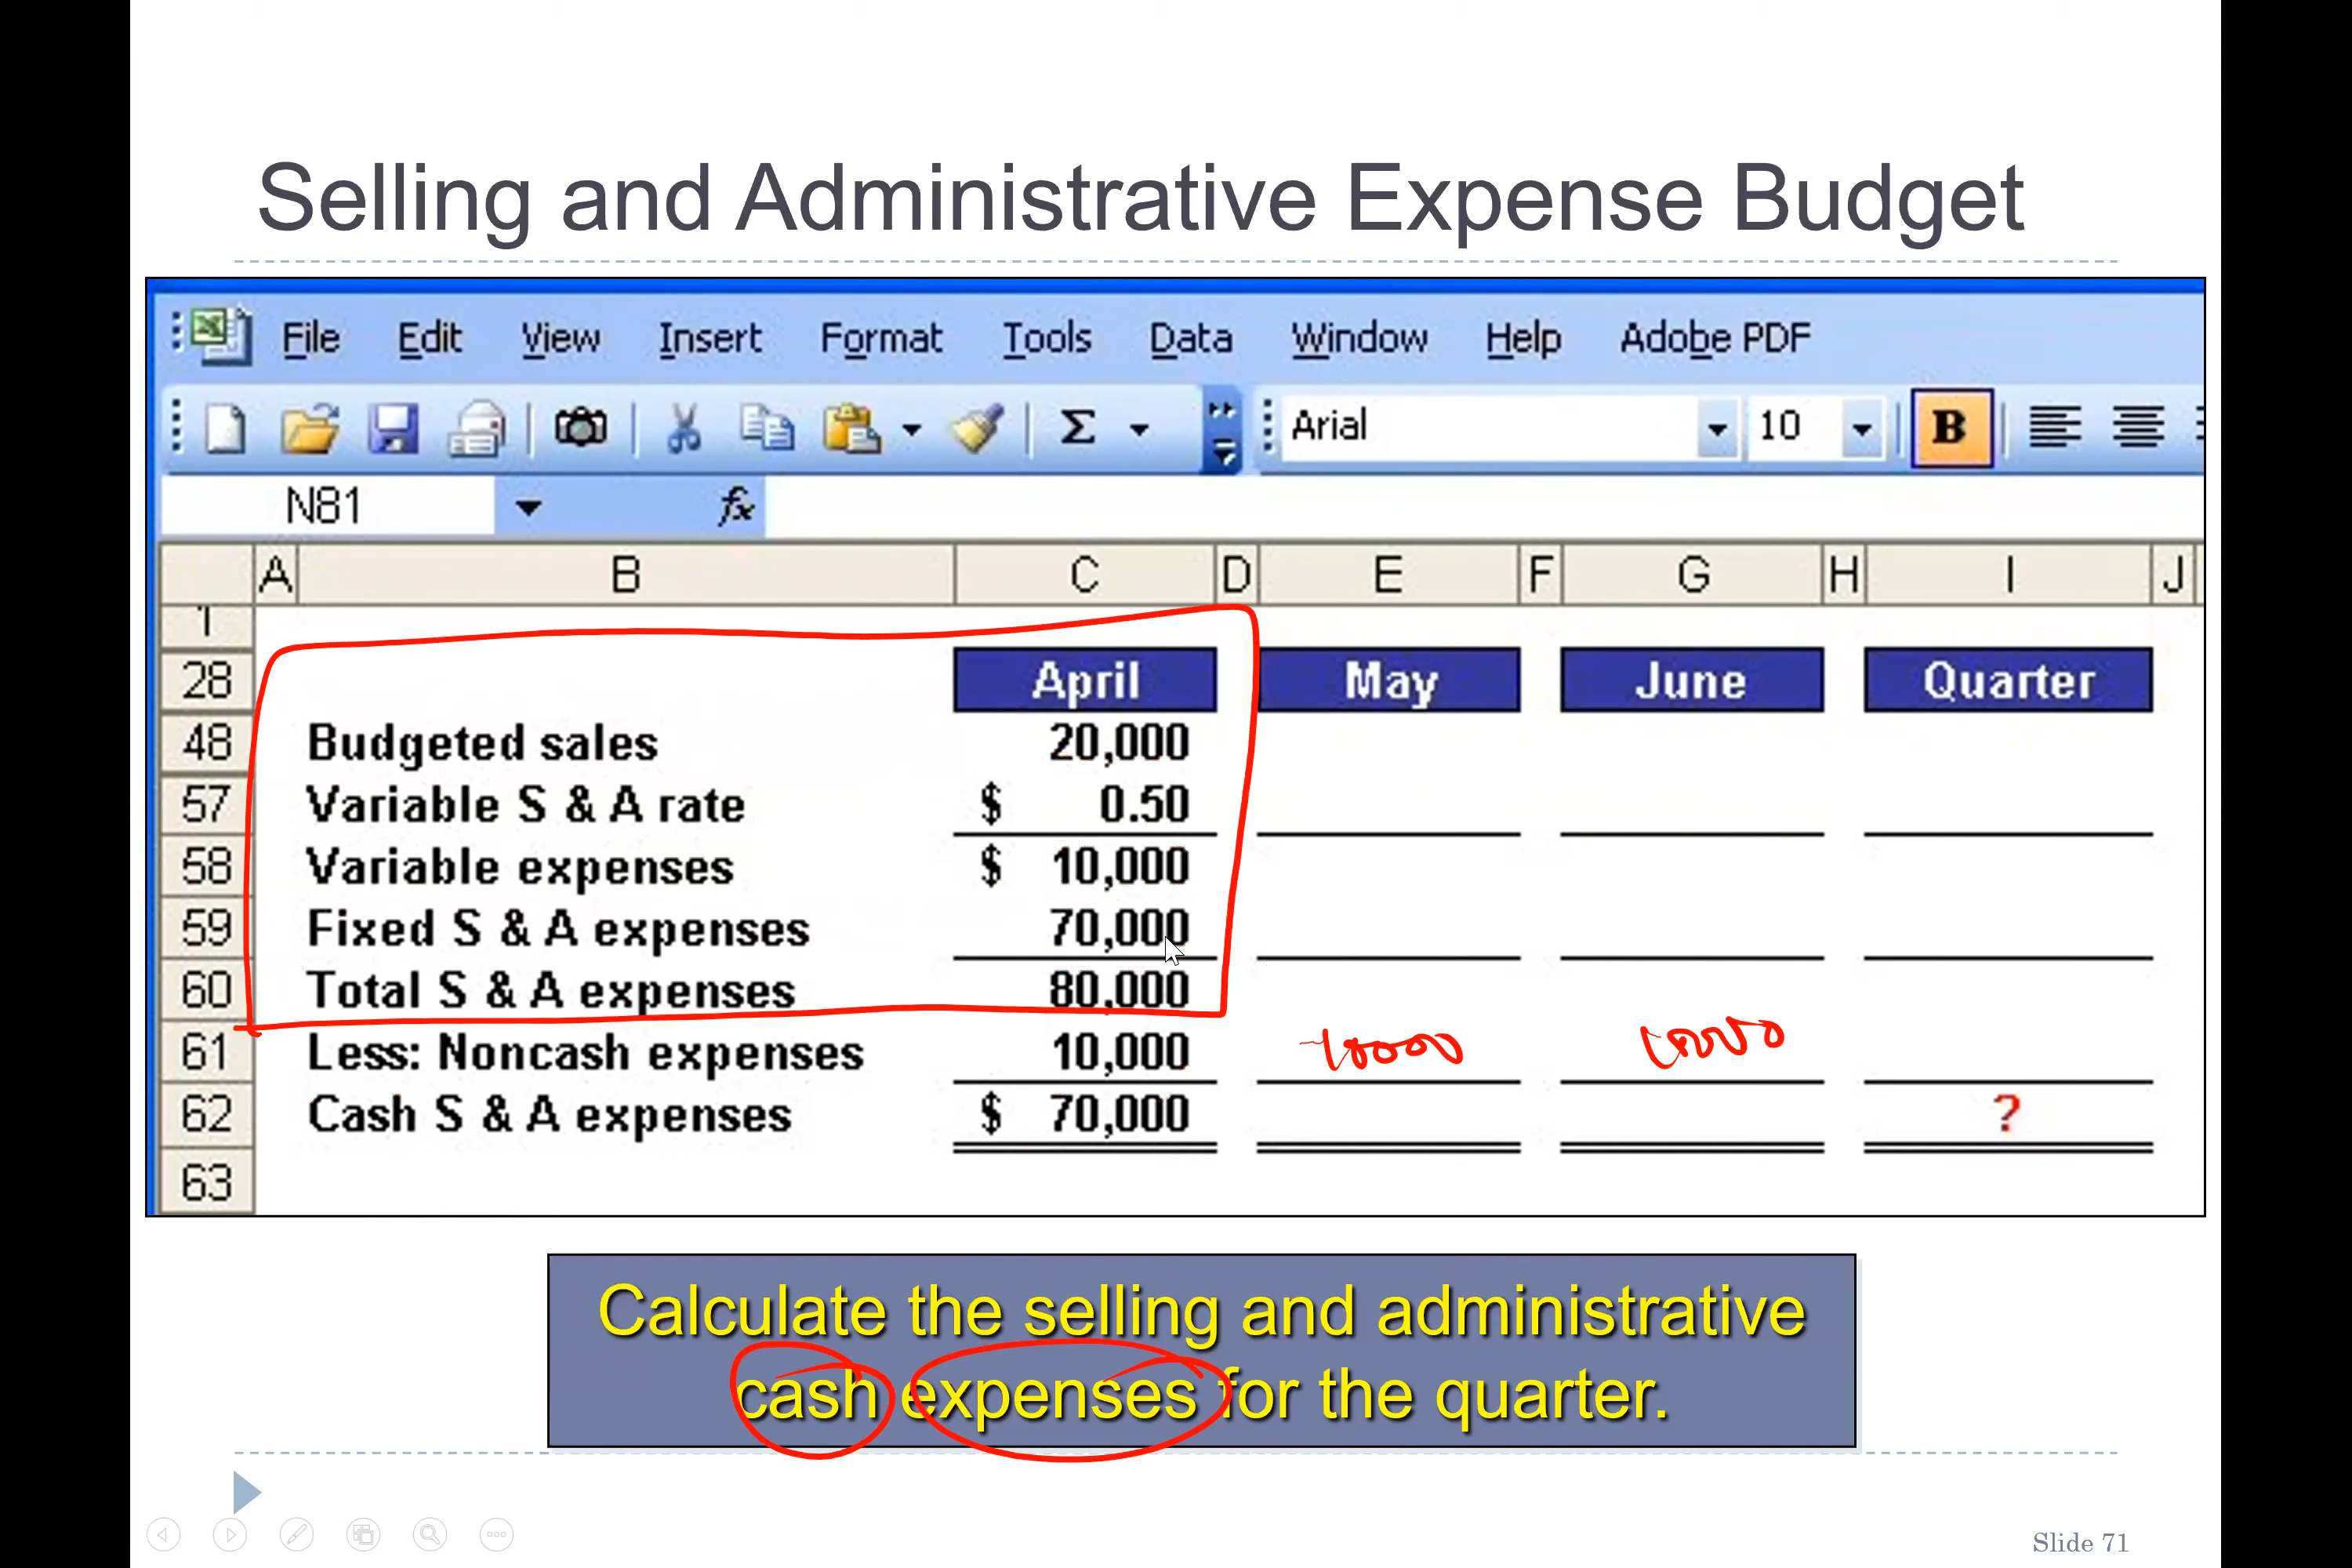 Selling and Administrative Expense Budget
File Edit View Insert Format Tools Data Window Help Adobe PDF
Σ Arial 10 B
N81 fx
A B C D E F G H I J
1
28 April May June Quarter
48 Budgeted sales 20,000
57 Variable S & A rate $ 0.50
58 Variable expenses $ 10,000
59 Fixed S & A expenses 70,000
60 Total S & A expenses 80,000
61 Less: Noncash expenses 10,000 10000 10000
62 Cash S & A expenses $ 70,000 ?
63
Calculate the selling and administrative
cash expenses for the quarter.
Slide 71